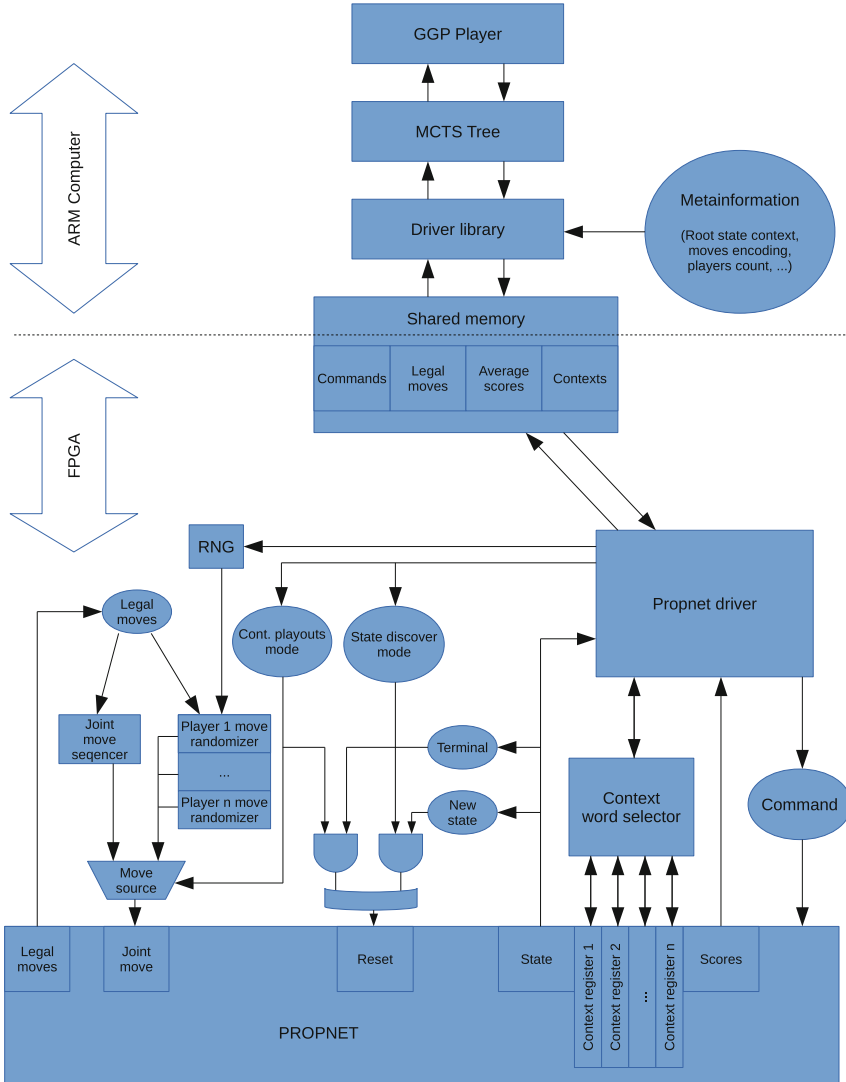 GGP Player
MCTS Tree
ARM Computer
Metainformation
(Root state context,
moves encoding,
players count, ...)
Driver library
Shared memory
Commands
Legal
moves
Average
scores
Contexts
FPGA
RNG
Propnet driver
Legal
moves
Cont. playouts
mode
State discover
mode
Joint
move
seqencer
Player 1 move
randomizer
...
Player n move
randomizer
Terminal
New
state
Context
word selector
Command
Move
source
Legal
moves
Joint
move
Reset
State
Context register 1
Context register 2
...
Context register n
Scores
PROPNET